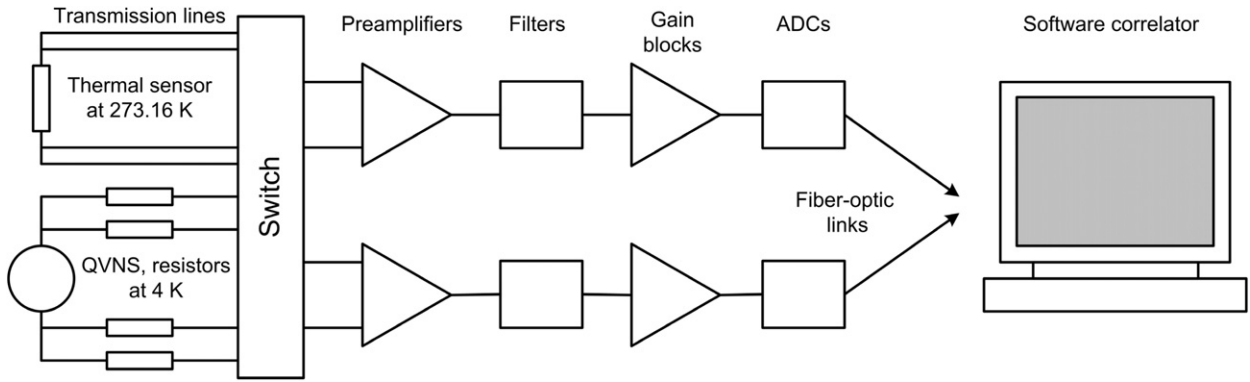 Transmission lines
Preamplifiers
Filters
Gain
blocks
ADCs
Software correlator
Thermal sensor
at 273.16 K
Switch
Fiber-optic
links
QVNS, resistors
at 4 K